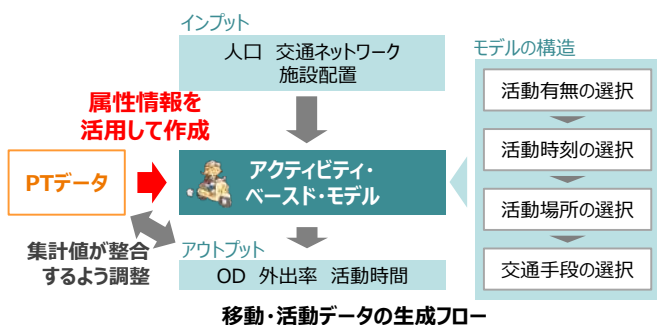 インプット
人口 交通ネットワーク
施設配置
属性情報を
活用して作成
PTデータ
アクティビティ・
ベースド・モデル
集計値が整合
するよう調整
アウトプット
OD 外出率 活動時間
モデルの構造
活動有無の選択
活動時刻の選択
活動場所の選択
交通手段の選択
移動・活動データの生成フロー